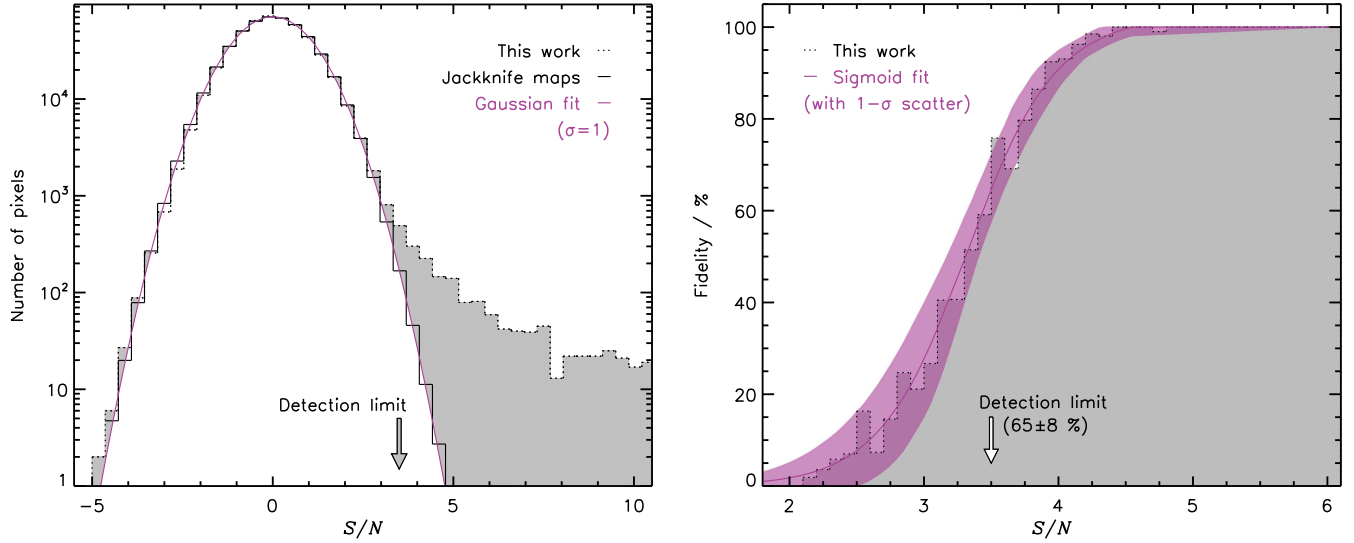 This work
Jackknife maps
Gaussian fit
(σ=1)
Number of pixels
10⁴
10³
10²
10
1
Detection limit
−5
0
5
10
S/N
This work
Sigmoid fit
(with 1−σ scatter)
Fidelity / %
100
80
60
40
20
0
Detection limit
(65±8 %)
2
3
4
5
6
S/N